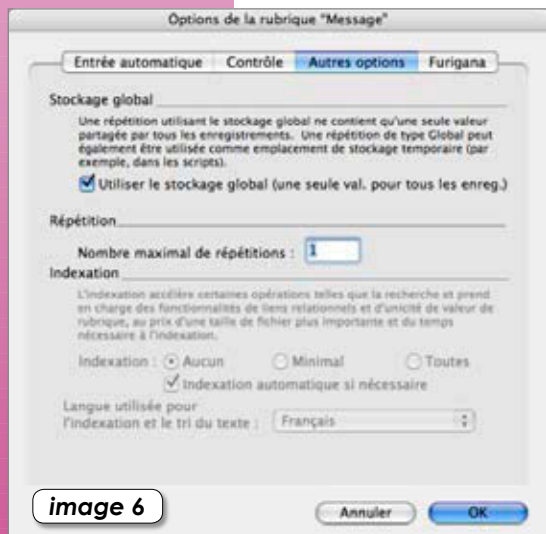 Options de la rubrique "Message"
Entrée automatique Contrôle Autres options Furigana
Stockage global
Une répétition utilisant le stockage global ne contient qu'une seule valeur
partagée par tous les enregistrements. Une répétition de type Global peut
également être utilisée comme emplacement de stockage temporaire (par
exemple, dans les scripts).
Utiliser le stockage global (une seule val. pour tous les enreg.)
Répétition
Nombre maximal de répétitions : 1
Indexation
L'indexation accélère certaines opérations telles que la recherche et prend
en charge des fonctionnalités de liens relationnels et d'unicité de valeur de
rubrique, au prix d'une taille de fichier plus importante et du temps
nécessaire à l'indexation.
Indexation : Aucun Minimal Toutes
Indexation automatique si nécessaire
Langue utilisée pour
l'indexation et le tri du texte : Français
image 6
Annuler OK